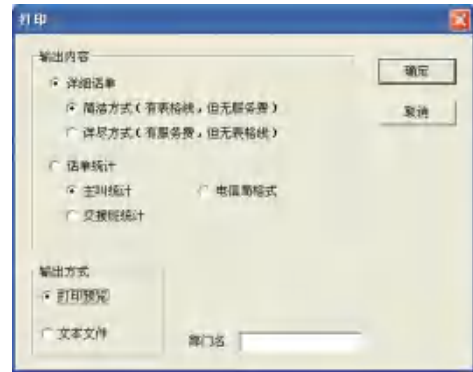 打印
输出内容
确定
详细话单
简洁方式(有表格线,但无服务费)
取消
详尽方式(有服务费,但无表格线)
话单统计
主叫统计
电信局格式
交接班统计
输出方式
打印预览
文本文件
部门名